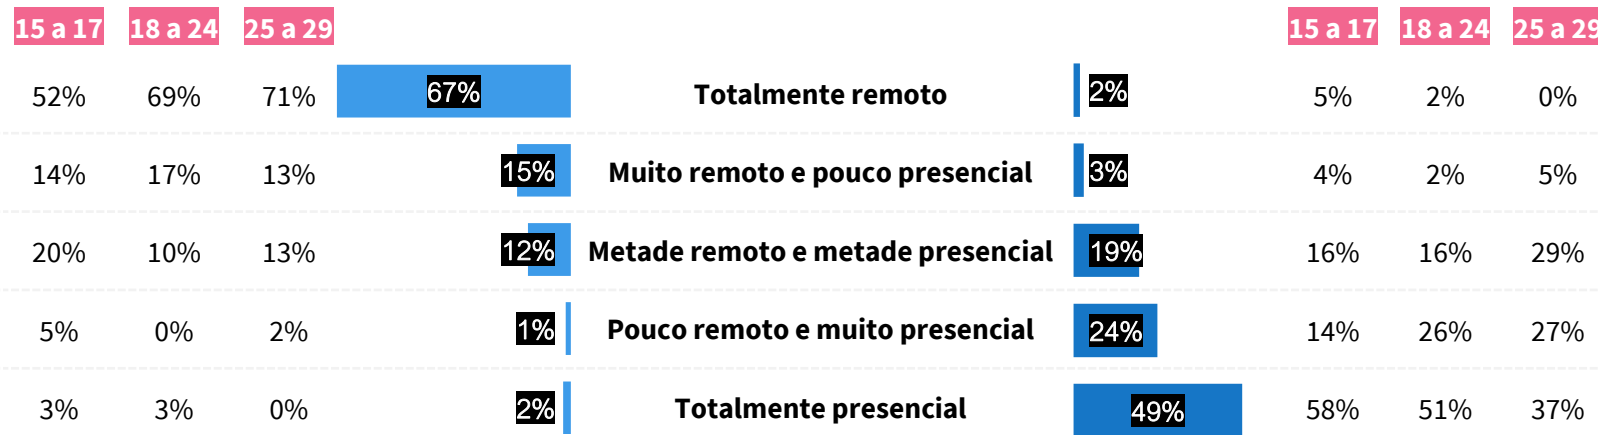 15 a 17 18 a 24 25 a 29 15 a 17 18 a 24 25 a 29
52% 69% 71% 67% Totalmente remoto 2% 5% 2% 0%
14% 17% 13% 15% Muito remoto e pouco presencial 3% 4% 2% 5%
20% 10% 13% 12% Metade remoto e metade presencial 19% 16% 16% 29%
5% 0% 2% 1% Pouco remoto e muito presencial 24% 14% 26% 27%
3% 3% 0% 2% Totalmente presencial 49% 58% 51% 37%